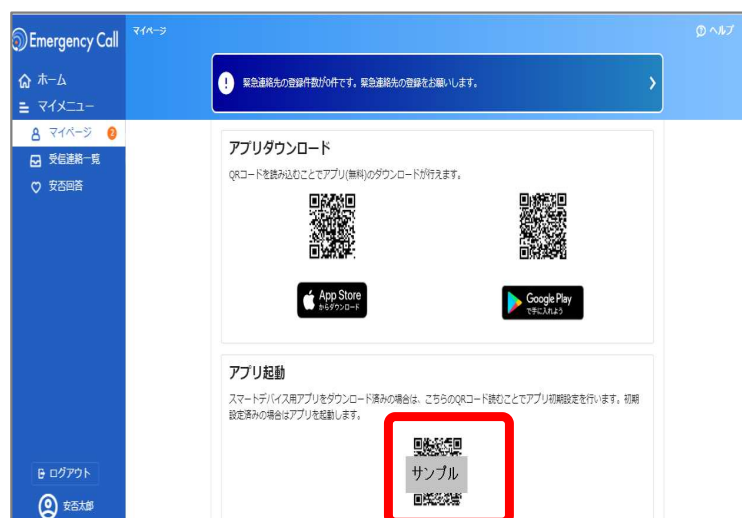 Emergency Call
マイページ
ヘルプ
ホーム
マイメニュー
マイページ 2
受信連絡一覧
安否回答
! 緊急連絡先の登録件数が0件です。緊急連絡先の登録をお願いします。
アプリダウンロード
QRコードを読み込むことでアプリ(無料)のダウンロードが行えます。
App Store
からダウンロード
Google Play
で手に入れよう
アプリ起動
スマートデバイス用アプリをダウンロード済みの場合は、こちらのQRコード読むことでアプリ初期設定を行います。初期
設定済みの場合はアプリを起動します。
サンプル
ログアウト
安否太郎